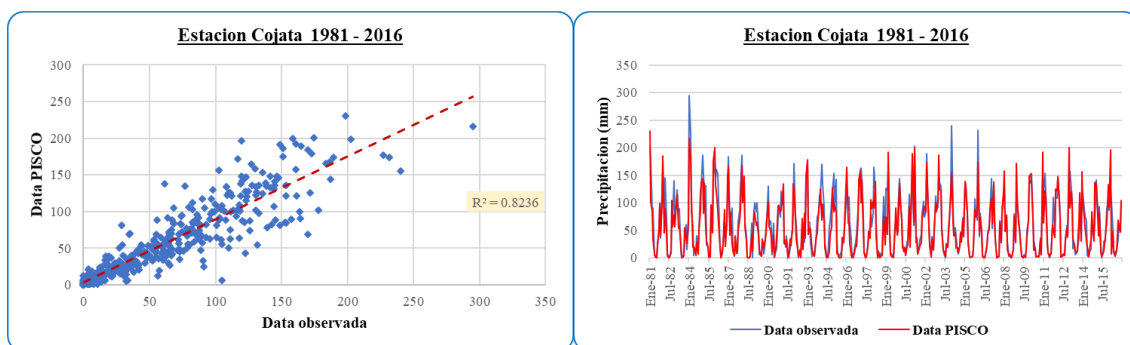 Estacion Cojata 1981 - 2016
Data PISCO
300
250
200
150
100
50
0
R² = 0.8236
0 50 100 150 200 250 300 350
Data observada
Estacion Cojata 1981 - 2016
Precipitacion (mm)
350
300
250
200
150
100
50
0
Ene-81
Jul-82
Ene-84
Jul-85
Ene-87
Jul-88
Ene-90
Jul-91
Ene-93
Jul-94
Ene-96
Jul-97
Ene-99
Jul-00
Ene-02
Jul-03
Ene-05
Jul-06
Ene-08
Jul-09
Ene-11
Jul-12
Ene-14
Jul-15
Data observada Data PISCO